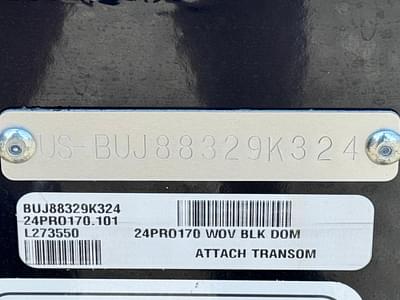 US-BUJ88329K324
BUJ88329K324
24PRO170.101
L273550
24PRO170 WOV BLK DOM
ATTACH TRANSOM